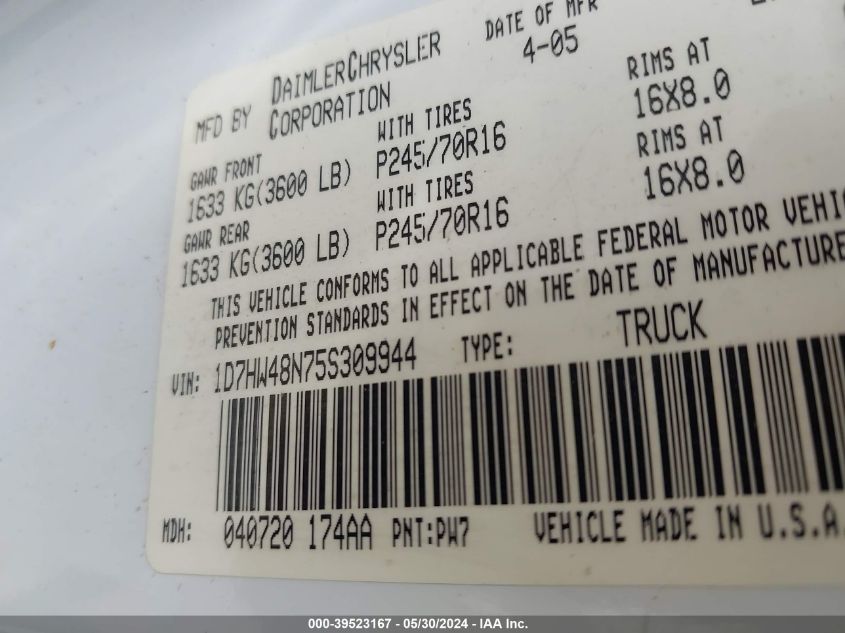 MFD BY DAIMLERCHRYSLER CORPORATION
DATE OF MFR 4-05
GAWR FRONT WITH TIRES RIMS AT
1633 KG(3600 LB) P245/70R16 16X8.0
GAWR REAR WITH TIRES RIMS AT
1633 KG(3600 LB) P245/70R16 16X8.0
THIS VEHICLE CONFORMS TO ALL APPLICABLE FEDERAL MOTOR
PREVENTION STANDARDS IN EFFECT ON THE DATE OF
VIN: 1D7HW48N75S309944 TYPE: TRUCK
MDH: 040720 174AA PNT:PW7 VEHICLE MADE IN U.S.A.
000-39523167 - 05/30/2024 - IAA Inc.